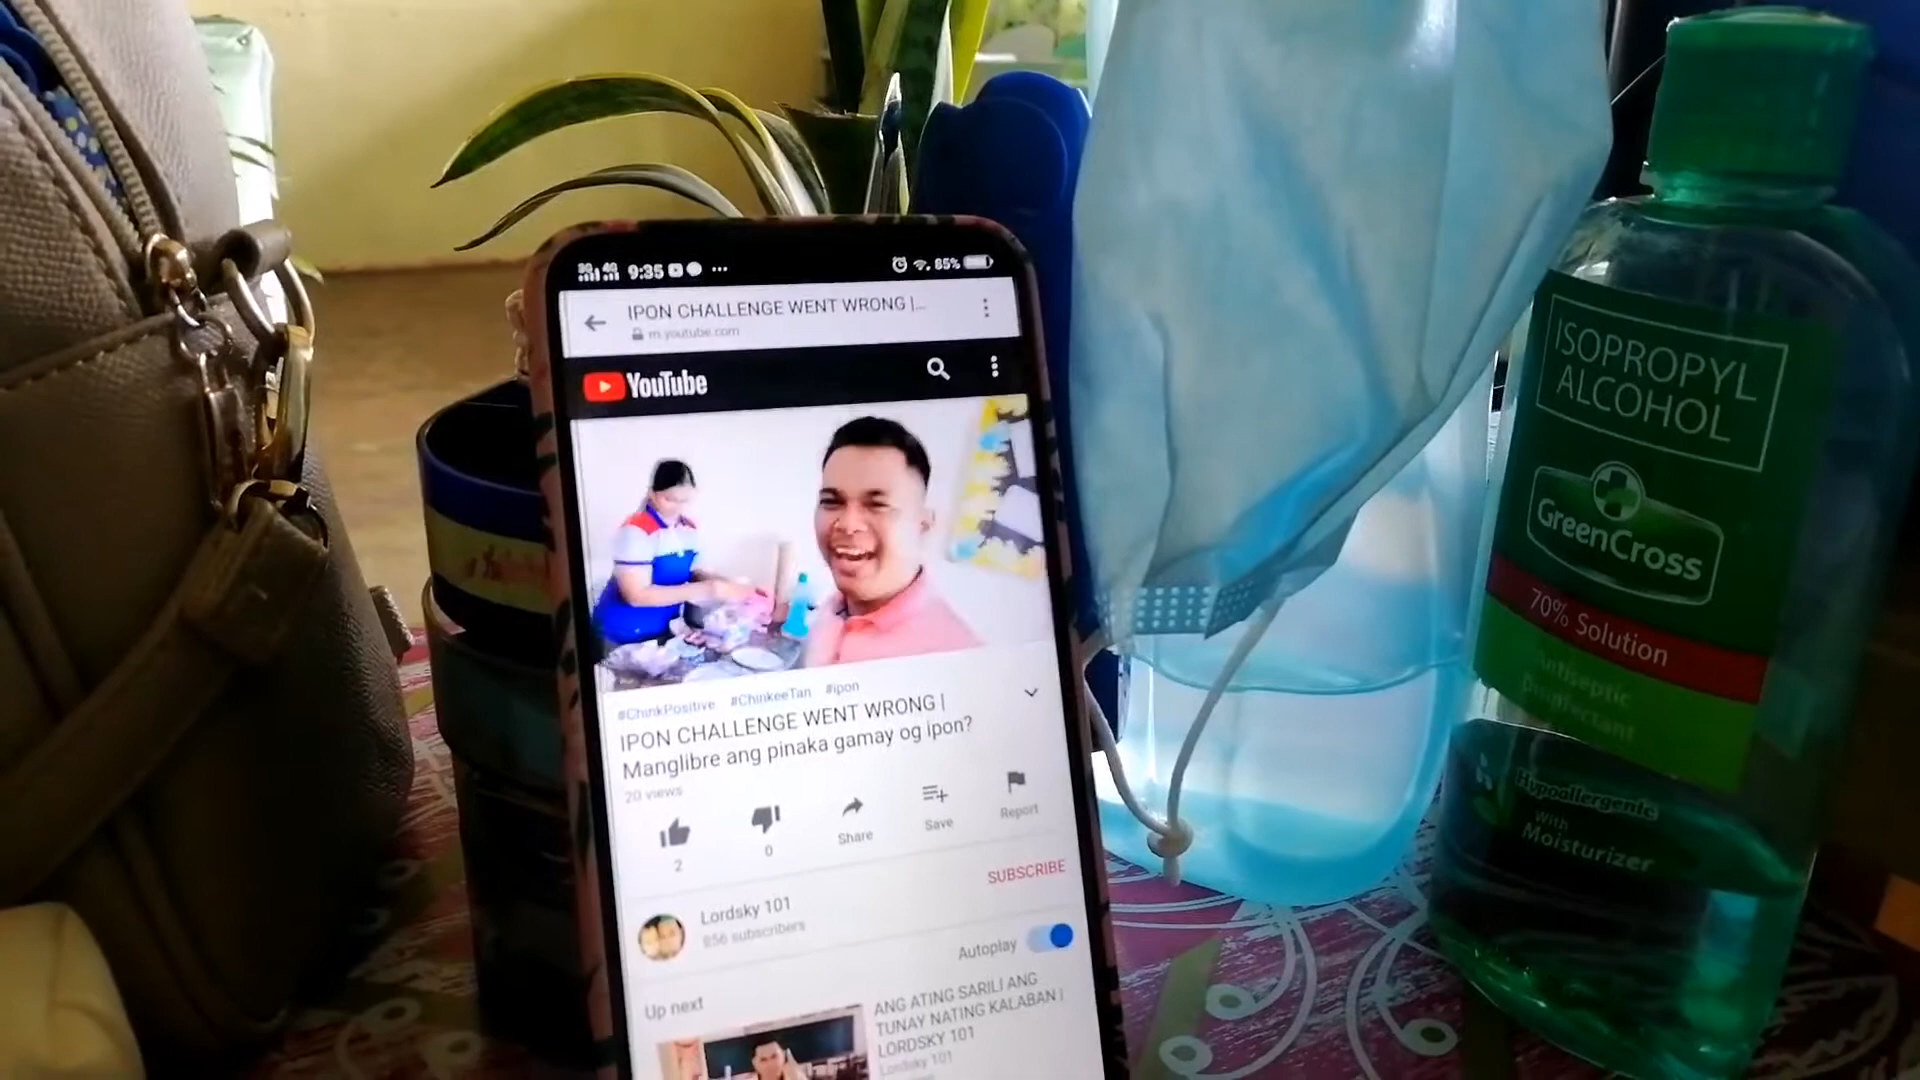 3G 4G 9:35 ••• 85%
IPON CHALLENGE WENT WRONG |...
m.youtube.com
YouTube
#ChinkPositive #ChinkeeTan #ipon
IPON CHALLENGE WENT WRONG |
Manglibre ang pinaka gamay og ipon?
20 views
2
0
Share
Save
Report
Lordsky 101
856 subscribers
SUBSCRIBE
Autoplay
Up next
ANG ATING SARILI ANG
TUNAY NATING KALABAN |
LORDSKY 101
Lordsky 101
ISOPROPYL
ALCOHOL
GreenCross
70% Solution
Antiseptic
Disinfectant
Hypoallergenic
With
Moisturizer